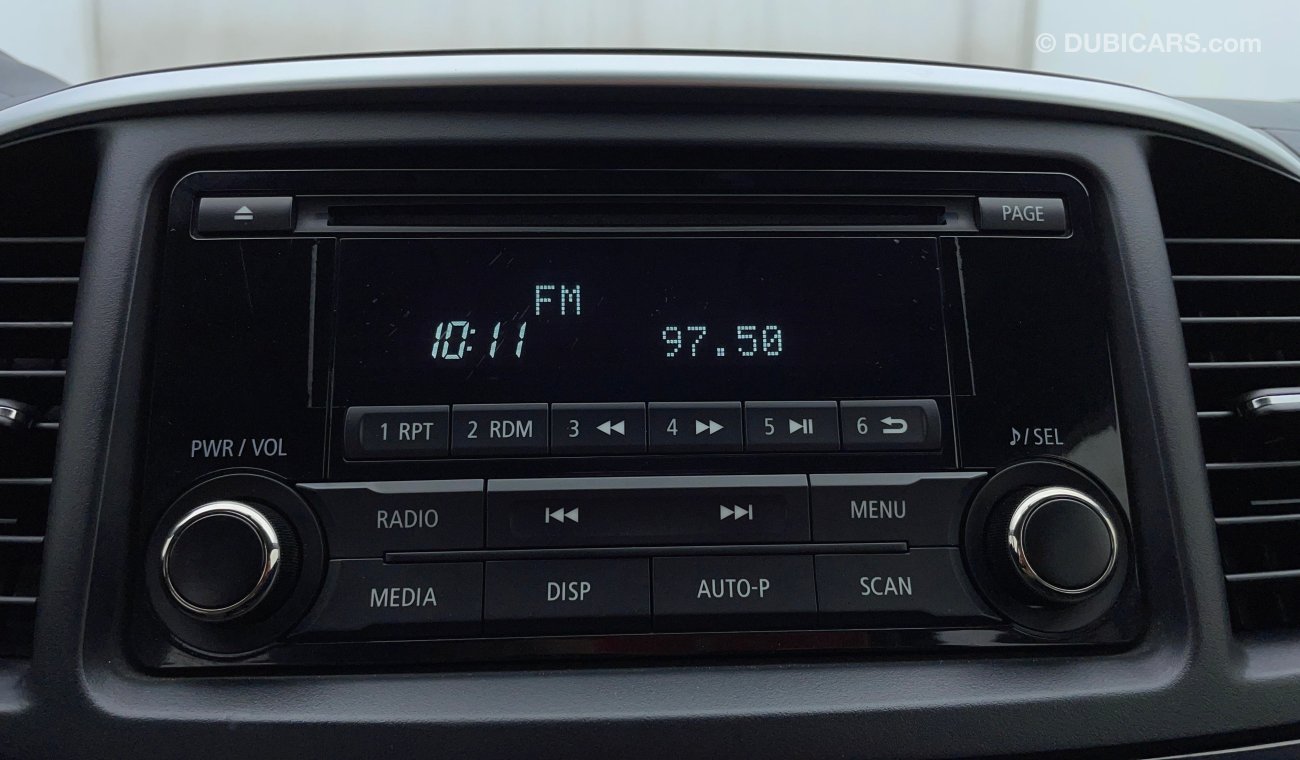 © DUBICARS.com
PAGE
FM
10:11 97.50
1 RPT 2 RDM 3 4 5 6
PWR / VOL
♪/ SEL
RADIO MENU
MEDIA DISP AUTO-P SCAN